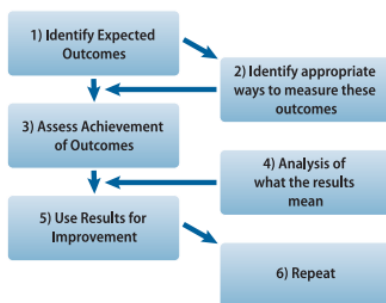 1) Identify Expected
Outcomes
2) Identify appropriate
ways to measure these
outcomes
3) Assess Achievement
of Outcomes
4) Analysis of
what the results
mean
5) Use Results for
Improvement
6) Repeat